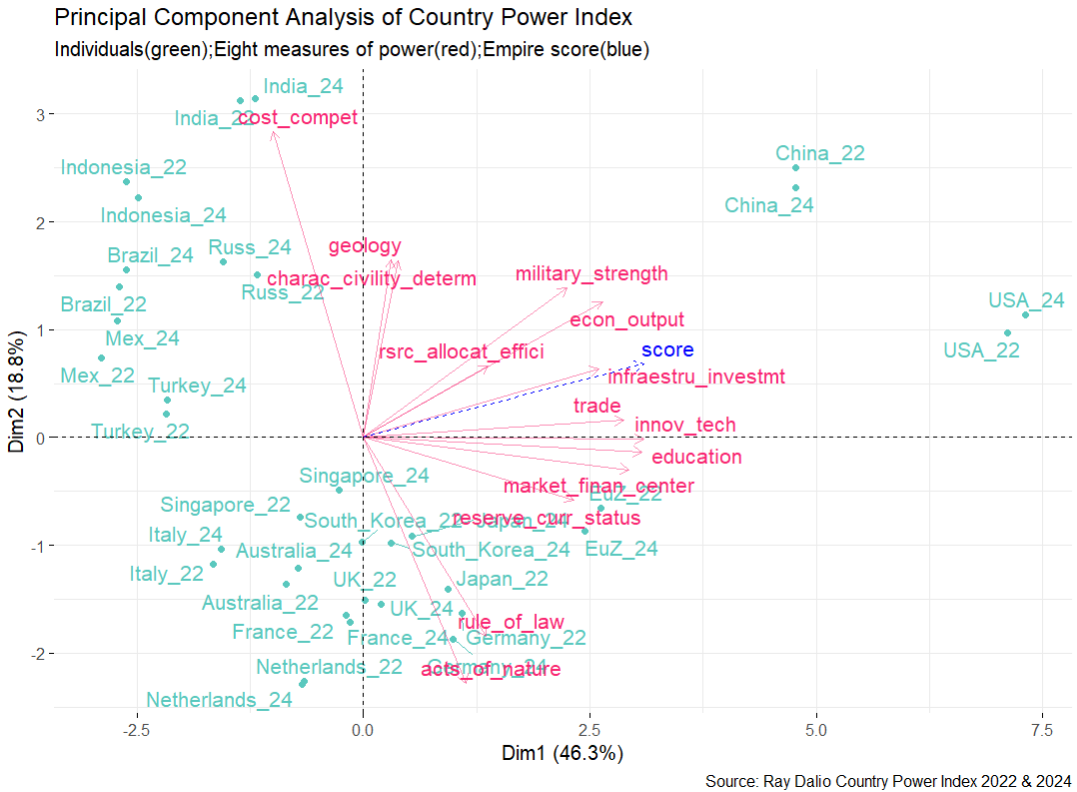 Principal Component Analysis of Country Power Index
Individuals(green);Eight measures of power(red);Empire score(blue)
India_24
India_22
cost_compet
China_22
Indonesia_22
China_24
Indonesia_24
geology
Russ_24
Brazil_24
charac_civility_determ
military_strength
Russ_22
USA_24
Brazil_22
econ_output
Mex_24
rsrc_allocat_effici
score
USA_22
Mex_22
Turkey_24
infraestru_investmt
trade
Turkey_22
innov_tech
education
Singapore_24
market_finan_center
EuZ_22
Singapore_22
South_Korea_22
Japan_24
reserve_curr_status
Italy_24
Australia_24
South_Korea_24
EuZ_24
Italy_22
UK_22
Japan_22
Australia_22
UK_24
rule_of_law
France_22
France_24
Germany_22
Netherlands_22
Germany_24
acts_of_nature
Netherlands_24
3
2
1
0
-1
-2
Dim2 (18.8%)
-2.5
0.0
2.5
5.0
7.5
Dim1 (46.3%)
Source: Ray Dalio Country Power Index 2022 & 2024